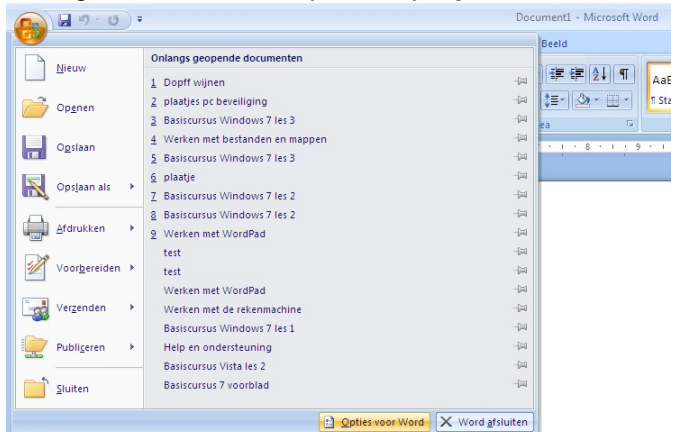 Document1 - Microsoft Word
Beeld
Nieuw
Openen
Opslaan
Opslaan als
Afdrukken
Voorbereiden
Verzenden
Publiceren
Sluiten
Onlangs geopende documenten
1 Dopff wijnen
2 plaatjes pc beveiliging
3 Basiscursus Windows 7 les 3
4 Werken met bestanden en mappen
5 Basiscursus Windows 7 les 3
6 plaatje
7 Basiscursus Windows 7 les 2
8 Basiscursus Windows 7 les 2
9 Werken met WordPad
test
test
Werken met WordPad
Werken met de rekenmachine
Basiscursus Windows 7 les 1
Help en ondersteuning
Basiscursus Vista les 2
Basiscursus 7 voorblad
Opties voor Word
Word afsluiten
AaB
¶ Sta
ea
8 9